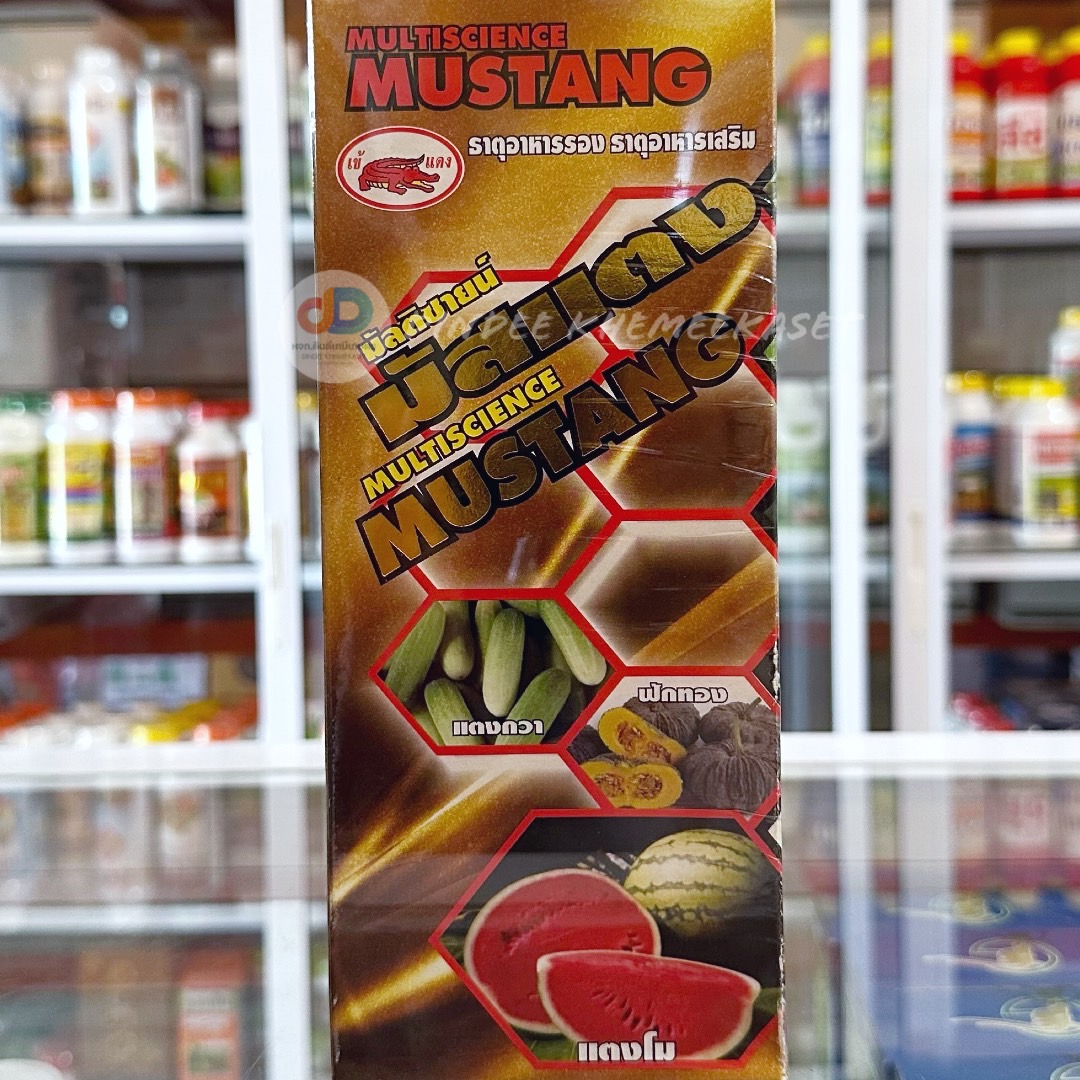 MULTISCIENCE
MUSTANG
เข้ แดง
ธาตุอาหารรอง ธาตุอาหารเสริม
มัลติซายน์
มัสแตง
MULTISCIENCE
MUSTANG
แตงกวา
ฟักทอง
แตงโม